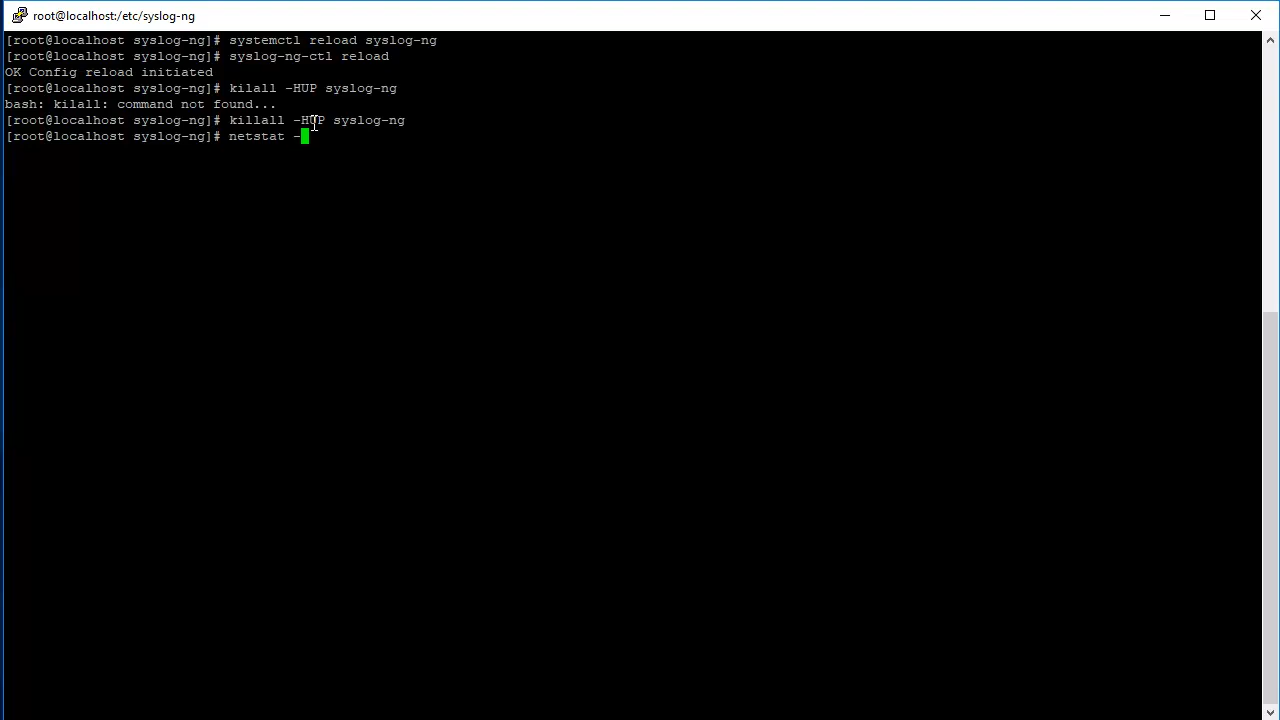 root@localhost:/etc/syslog-ng
[root@localhost syslog-ng]# systemctl reload syslog-ng
[root@localhost syslog-ng]# syslog-ng-ctl reload
OK Config reload initiated
[root@localhost syslog-ng]# kilall -HUP syslog-ng
bash: kilall: command not found...
[root@localhost syslog-ng]# killall -HUP syslog-ng
[root@localhost syslog-ng]# netstat -